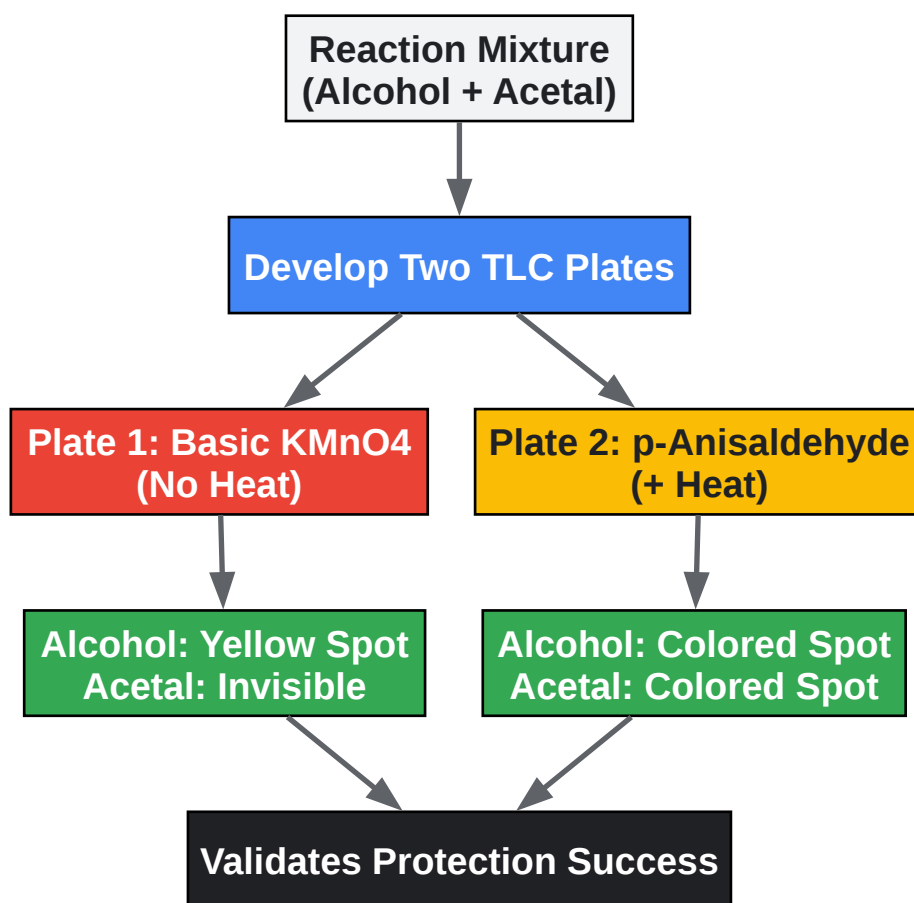 Reaction Mixture
(Alcohol + Acetal)
Develop Two TLC Plates
Plate 1: Basic KMnO4
(No Heat)
Plate 2: p-Anisaldehyde
(+ Heat)
Alcohol: Yellow Spot
Acetal: Invisible
Alcohol: Colored Spot
Acetal: Colored Spot
Validates Protection Success